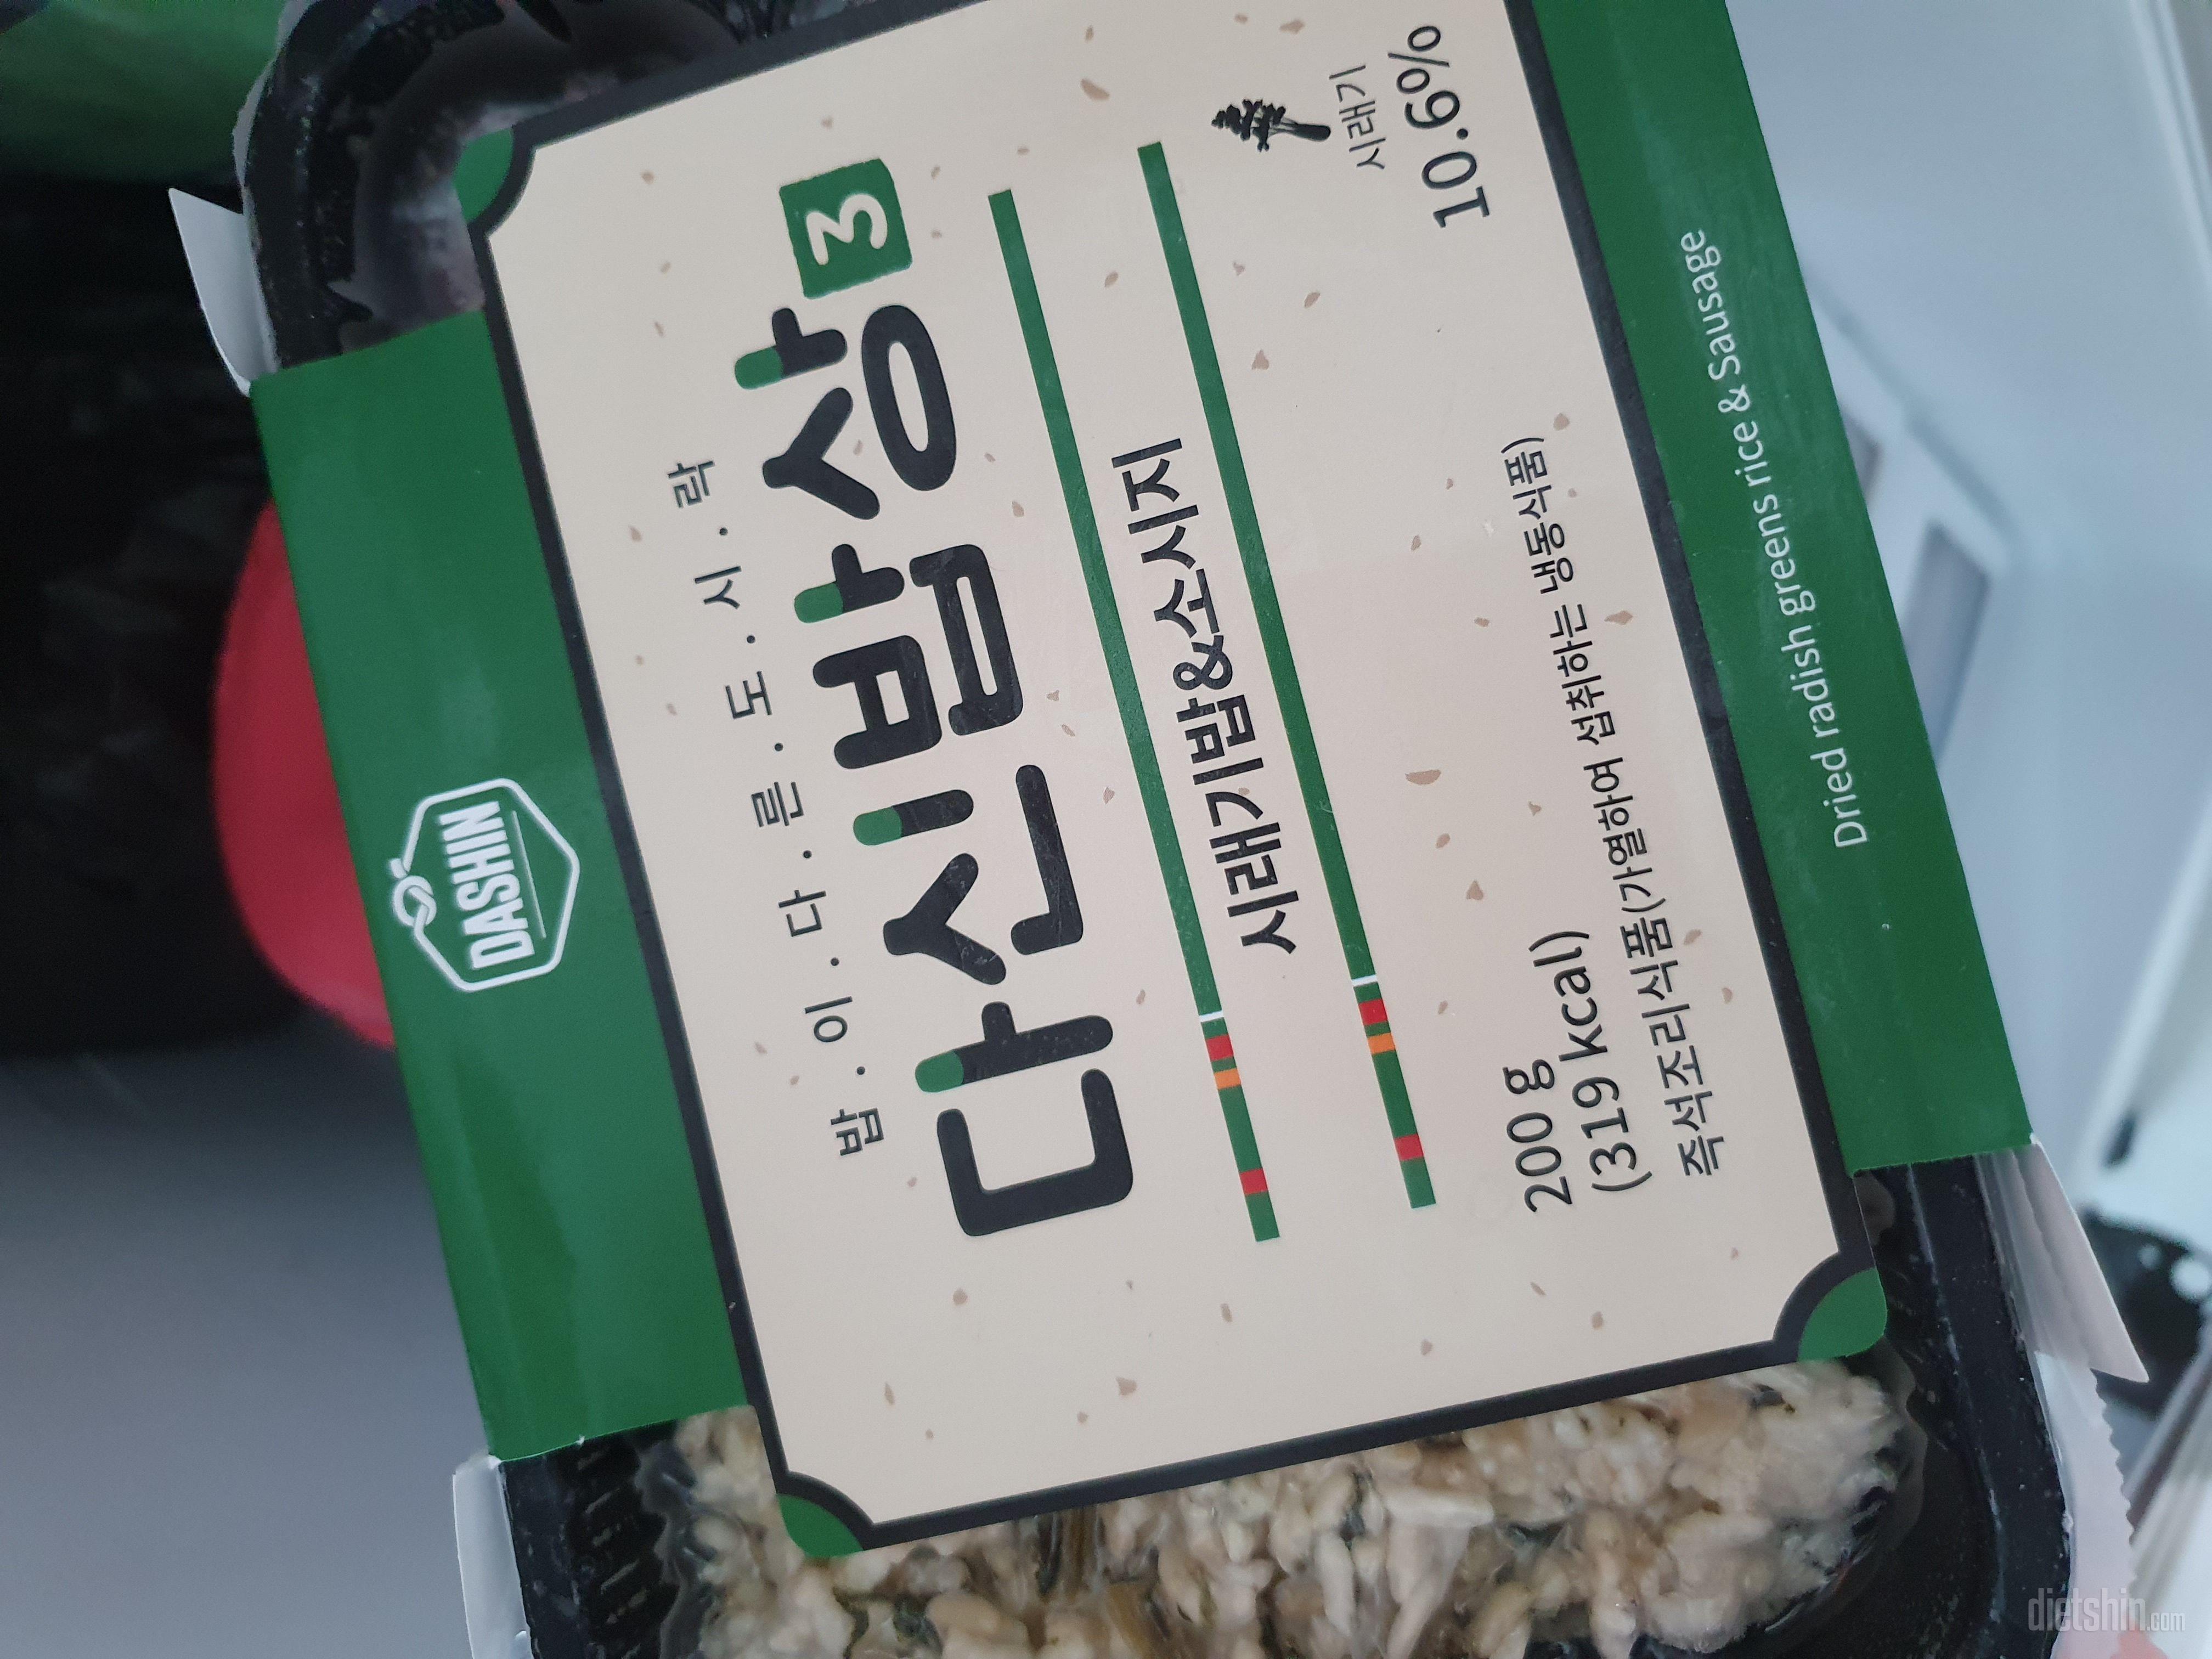 DASHIN
밥.이.다.른.도.시.락
다신밥상 3
시래기밥&소시지
시래기
10.6%
200 g
(319 kcal)
즉석조리식품(가열하여 섭취하는 냉동식품)
Dried radish greens rice & Sausage
dietshin.com